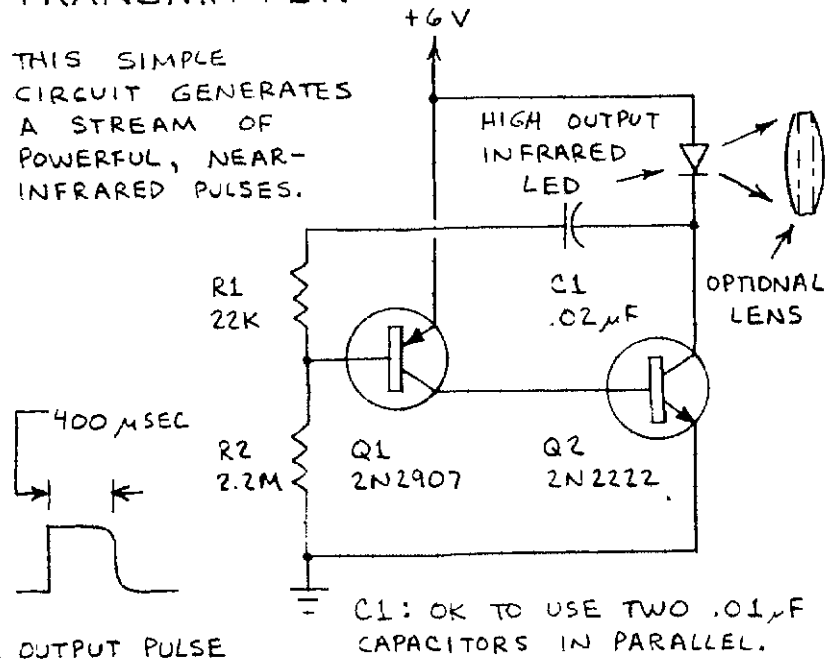 +6V
THIS SIMPLE
CIRCUIT GENERATES
A STREAM OF
POWERFUL, NEAR-
INFRARED PULSES.
HIGH OUTPUT
INFRARED
LED
R1
22K
C1
.02µF
OPTIONAL
LENS
400 µSEC
R2
2.2M
Q1
2N2907
Q2
2N2222
C1: OK TO USE TWO .01µF
CAPACITORS IN PARALLEL.
OUTPUT PULSE